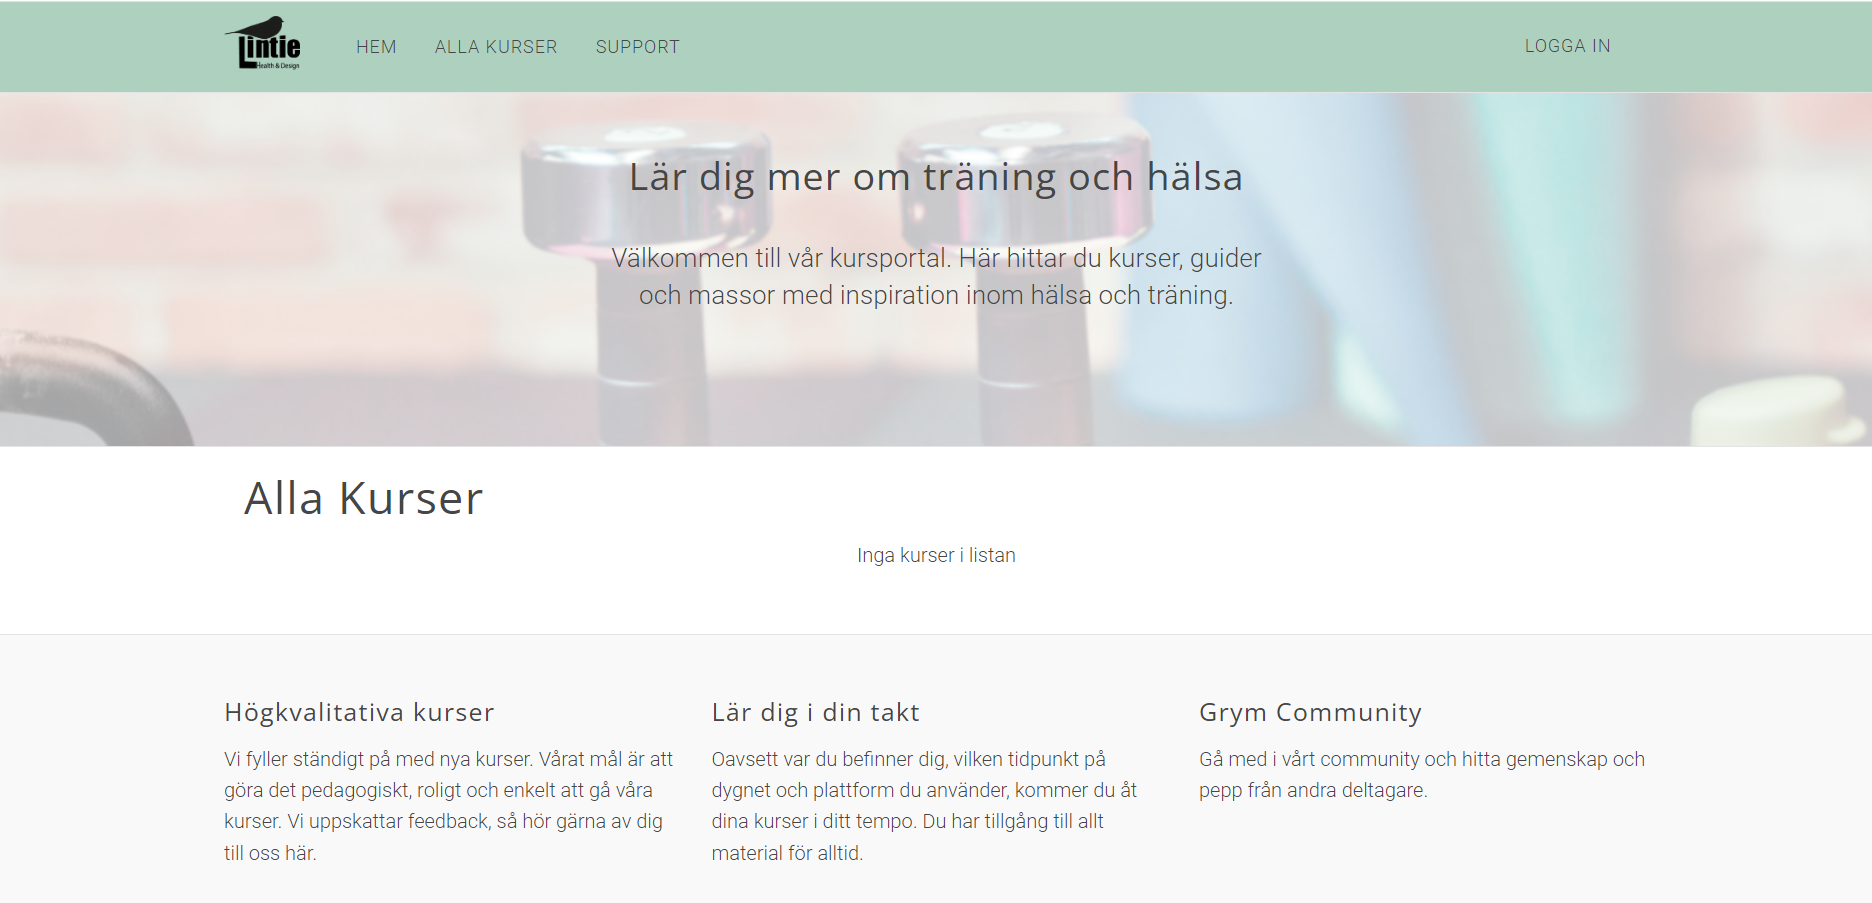 Lintie
Health & Design
HEM
ALLA KURSER
SUPPORT
LOGGA IN
Lär dig mer om träning och hälsa
Välkommen till vår kursportal. Här hittar du kurser, guider
och massor med inspiration inom hälsa och träning.
Alla Kurser
Inga kurser i listan
Högkvalitativa kurser
Vi fyller ständigt på med nya kurser. Vårat mål är att
göra det pedagogiskt, roligt och enkelt att gå våra
kurser. Vi uppskattar feedback, så hör gärna av dig
till oss här.
Lär dig i din takt
Oavsett var du befinner dig, vilken tidpunkt på
dygnet och plattform du använder, kommer du åt
dina kurser i ditt tempo. Du har tillgång till allt
material för alltid.
Grym Community
Gå med i vårt community och hitta gemenskap och
pepp från andra deltagare.